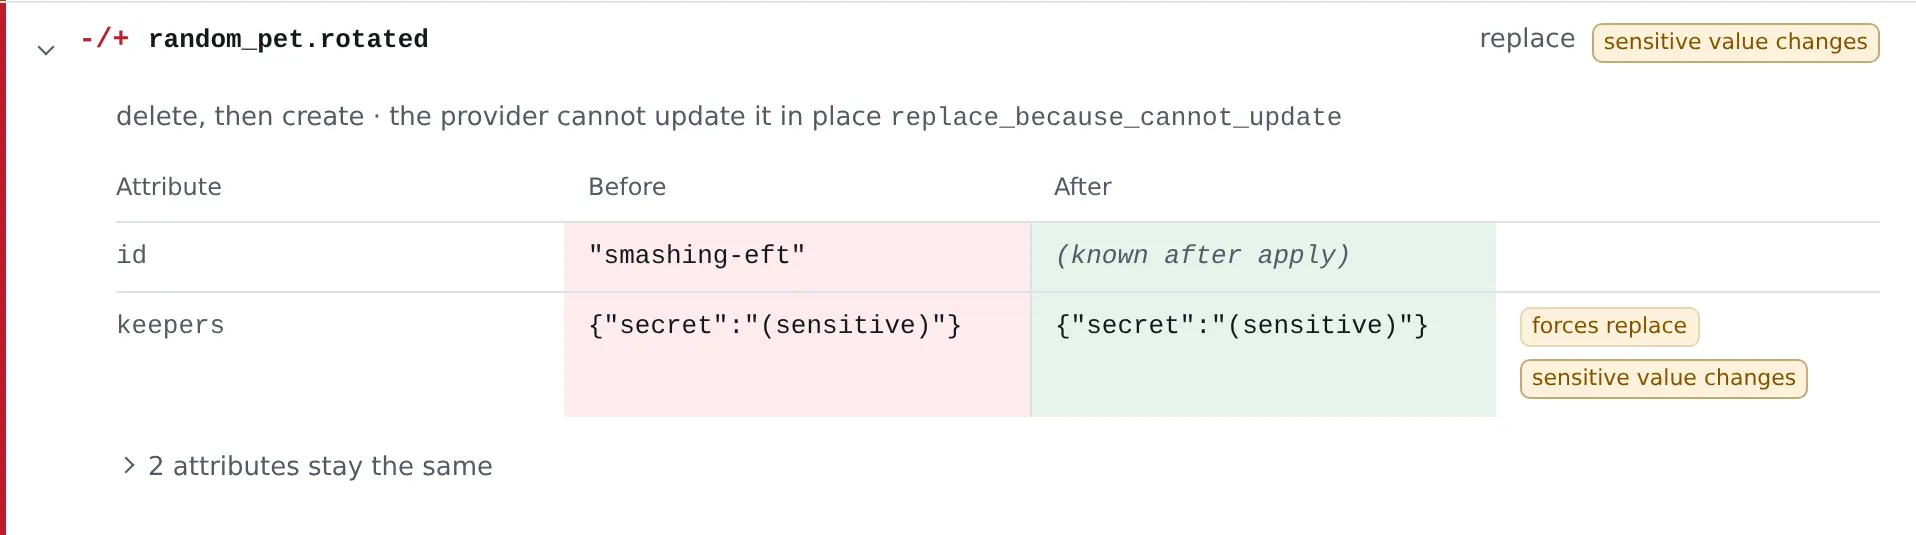 -/+ random_pet.rotated replace sensitive value changes
delete, then create · the provider cannot update it in place replace_because_cannot_update
Attribute Before After
id "smashing-eft" (known after apply)
keepers {"secret":"(sensitive)"} {"secret":"(sensitive)"} forces replace
sensitive value changes
2 attributes stay the same